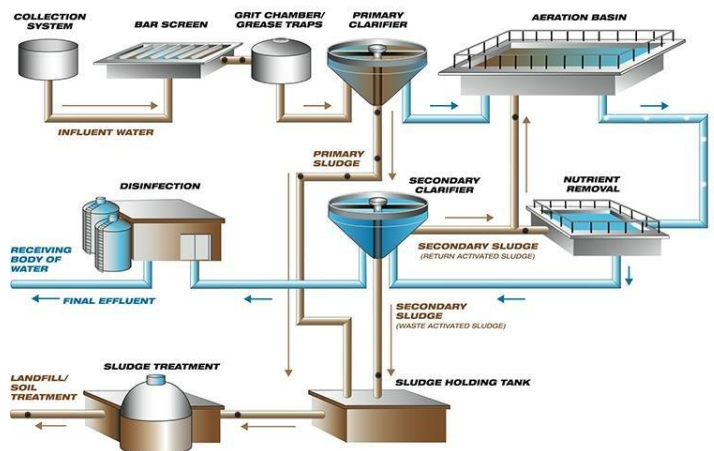 COLLECTION
SYSTEM
BAR SCREEN
GRIT CHAMBER/
GREASE TRAPS
PRIMARY
CLARIFIER
AERATION BASIN
INFLUENT WATER
PRIMARY
SLUDGE
DISINFECTION
SECONDARY
CLARIFIER
NUTRIENT
REMOVAL
RECEIVING
BODY OF
WATER
SECONDARY SLUDGE
(RETURN ACTIVATED SLUDGE)
FINAL EFFLUENT
SECONDARY
SLUDGE
(WASTE ACTIVATED SLUDGE)
SLUDGE TREATMENT
LANDFILL/
SOIL
TREATMENT
SLUDGE HOLDING TANK